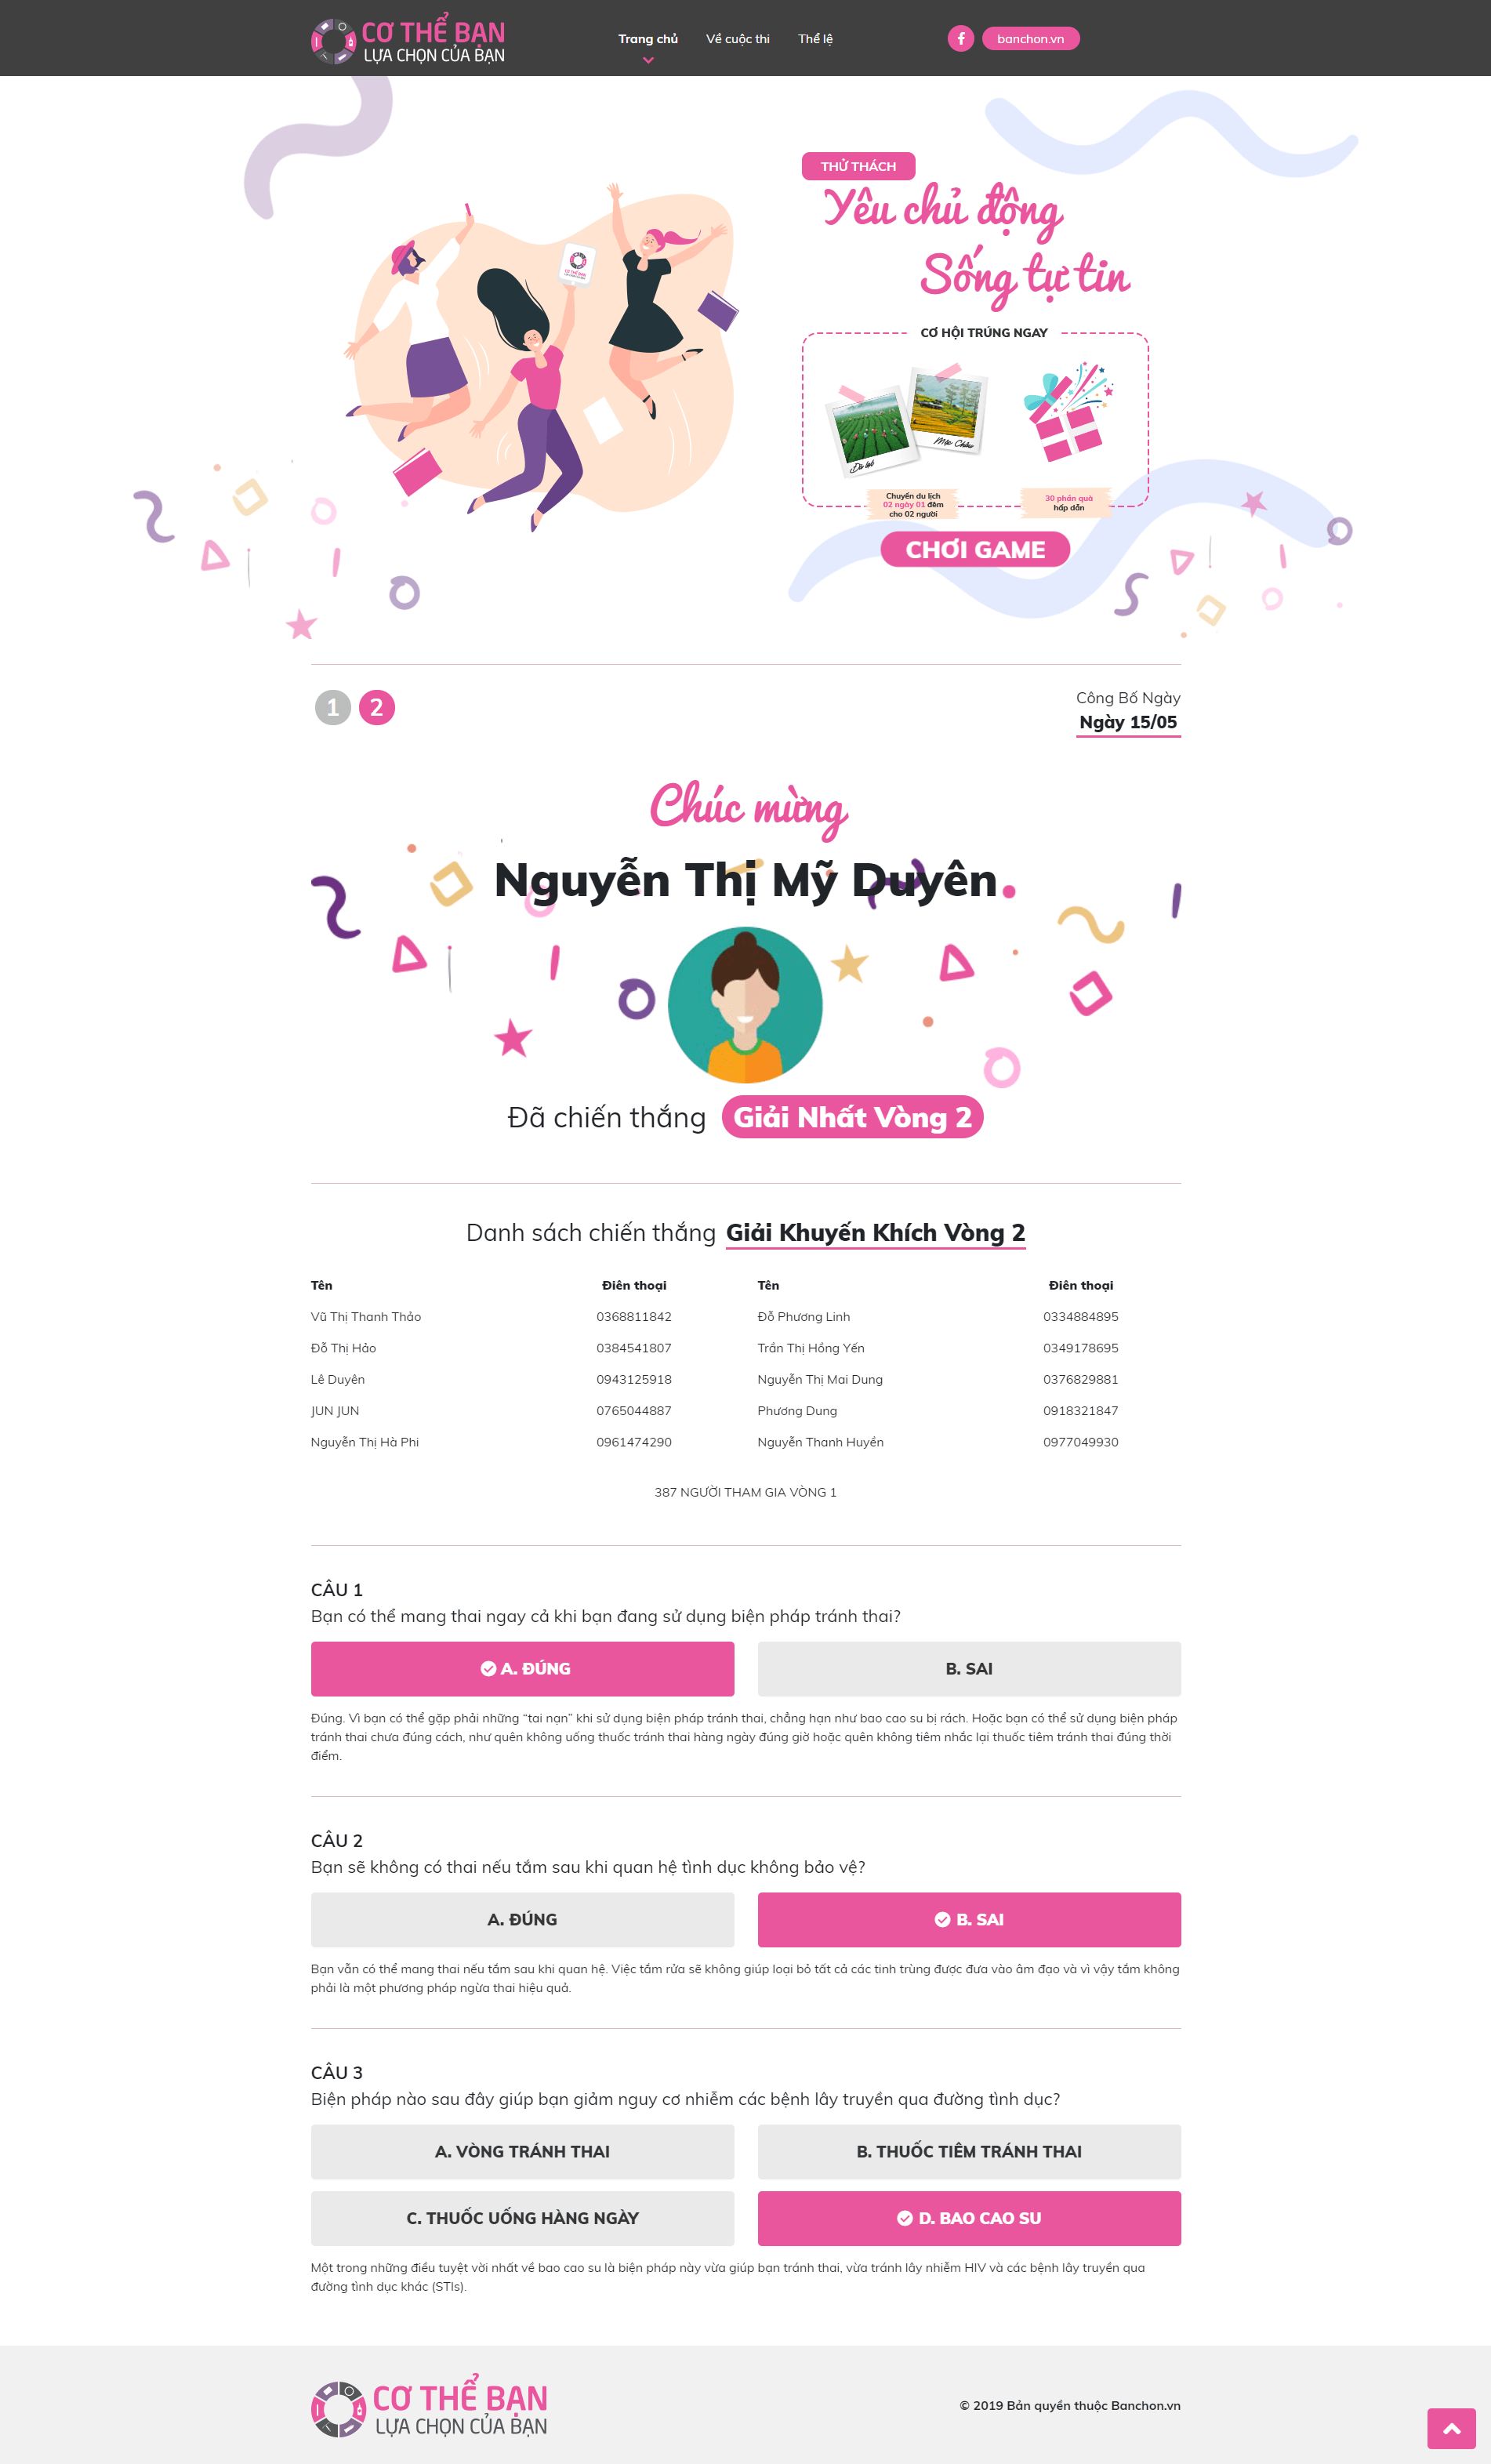 CƠ THỂ BẠN
LỰA CHỌN CỦA BẠN
Trang chủ
Về cuộc thi
Thể lệ
banchon.vn
THỬ THÁCH
Yêu chủ động
Sống tự tin
CƠ HỘI TRÚNG NGAY
CƠ THỂ BẠN
Đà lạt
Mộc Châu
Chuyến du lịch
02 ngày 01 đêm
cho 02 người
30 phần quà
hấp dẫn
CHƠI GAME
1
2
Công Bố Ngày
Ngày 15/05
Chúc mừng
Nguyễn Thị Mỹ Duyên
Đã chiến thắng Giải Nhất Vòng 2
Danh sách chiến thắng Giải Khuyến Khích Vòng 2
Tên Điên thoại Tên Điên thoại
Vũ Thị Thanh Thảo 0368811842 Đỗ Phương Linh 0334884895
Đỗ Thị Hảo 0384541807 Trần Thị Hồng Yến 0349178695
Lê Duyên 0943125918 Nguyễn Thị Mai Dung 0376829881
JUN JUN 0765044887 Phương Dung 0918321847
Nguyễn Thị Hà Phi 0961474290 Nguyễn Thanh Huyền 0977049930
387 NGƯỜI THAM GIA VÒNG 1
CÂU 1
Bạn có thể mang thai ngay cả khi bạn đang sử dụng biện pháp tránh thai?
A. ĐÚNG
B. SAI
Đúng. Vì bạn có thể gặp phải những “tai nạn” khi sử dụng biện pháp tránh thai, chẳng hạn như bao cao su bị rách. Hoặc bạn có thể sử dụng biện pháp
tránh thai chưa đúng cách, như quên không uống thuốc tránh thai hàng ngày đúng giờ hoặc quên không tiêm nhắc lại thuốc tiêm tránh thai đúng thời
điểm.
CÂU 2
Bạn sẽ không có thai nếu tắm sau khi quan hệ tình dục không bảo vệ?
A. ĐÚNG
B. SAI
Bạn vẫn có thể mang thai nếu tắm sau khi quan hệ. Việc tắm rửa sẽ không giúp loại bỏ tất cả các tinh trùng được đưa vào âm đạo và vì vậy tắm không
phải là một phương pháp ngừa thai hiệu quả.
CÂU 3
Biện pháp nào sau đây giúp bạn giảm nguy cơ nhiễm các bệnh lây truyền qua đường tình dục?
A. VÒNG TRÁNH THAI
B. THUỐC TIÊM TRÁNH THAI
C. THUỐC UỐNG HÀNG NGÀY
D. BAO CAO SU
Một trong những điều tuyệt vời nhất về bao cao su là biện pháp này vừa giúp bạn tránh thai, vừa tránh lây nhiễm HIV và các bệnh lây truyền qua
đường tình dục khác (STIs).
CƠ THỂ BẠN
LỰA CHỌN CỦA BẠN
© 2019 Bản quyền thuộc Banchon.vn